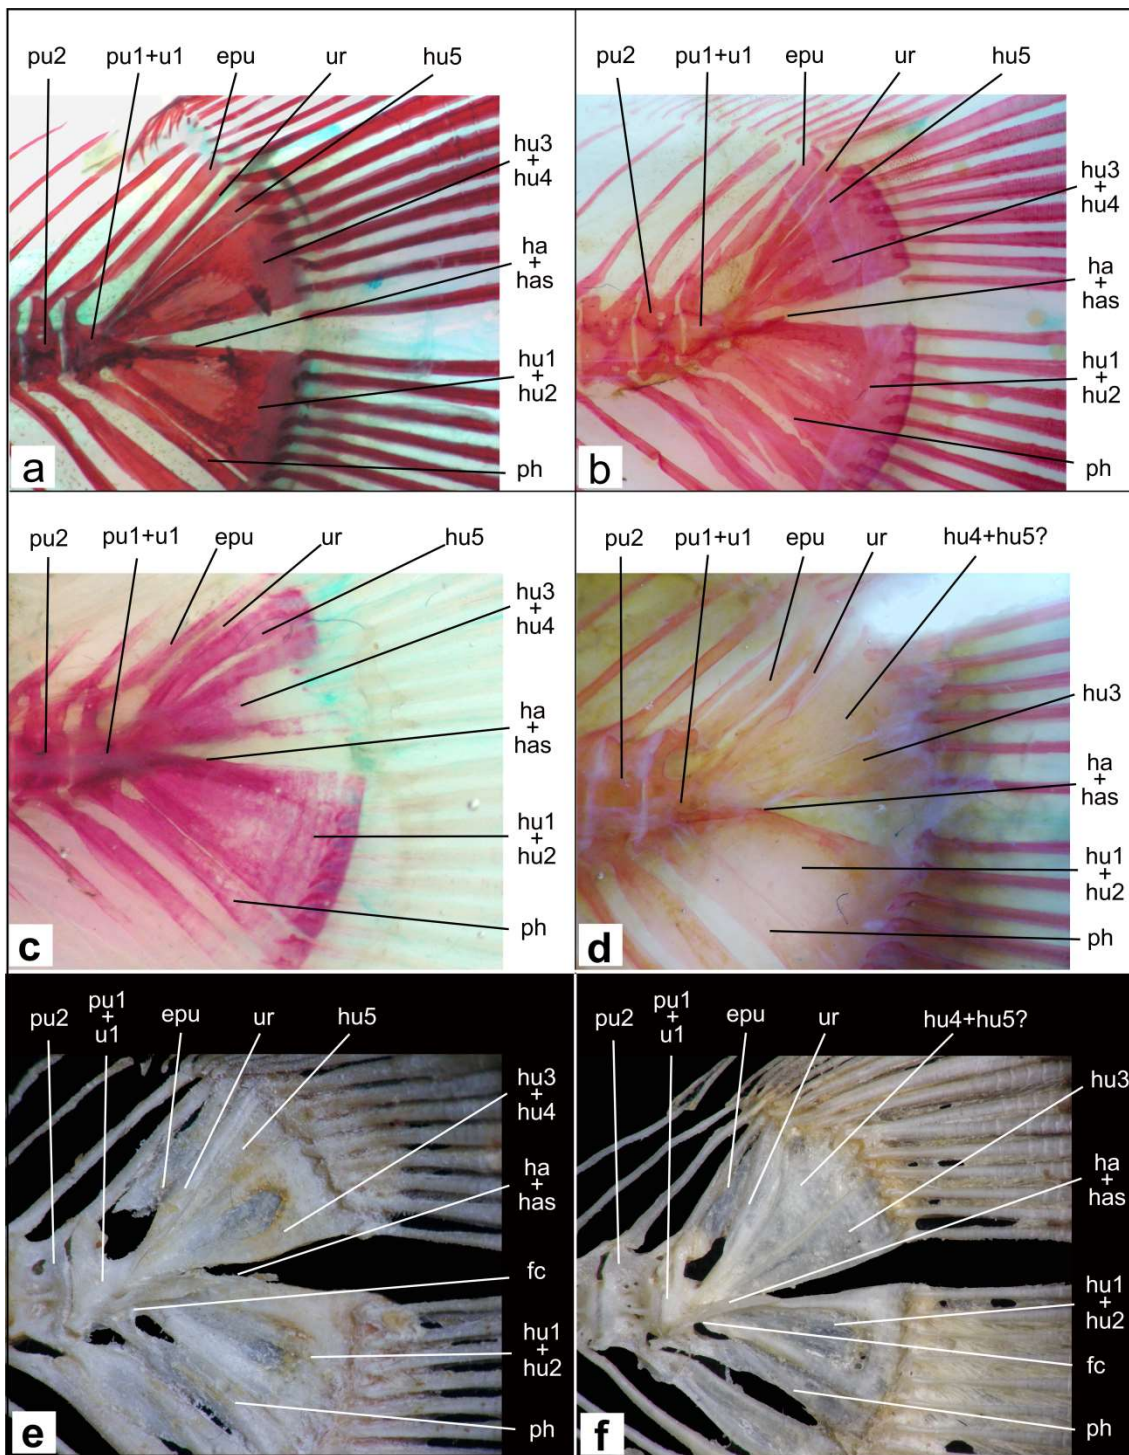 pu2 pu1+u1 epu ur hu5
hu3
+
hu4
ha
+
has
hu1
+
hu2
ph
a
pu2 pu1+u1 epu ur hu5
hu3
+
hu4
ha
+
has
hu1
+
hu2
ph
b
pu2 pu1+u1 epu ur hu5
hu3
+
hu4
ha
+
has
hu1
+
hu2
ph
c
pu2 pu1+u1 epu ur hu4+hu5?
hu3
ha
+
has
hu1
+
hu2
ph
d
pu2
pu1
+
u1
epu ur hu5
hu3
+
hu4
ha
+
has
fc
hu1
+
hu2
ph
e
pu2
pu1
+
u1
epu ur hu4+hu5?
hu3
ha
+
has
hu1
+
hu2
fc
ph
f